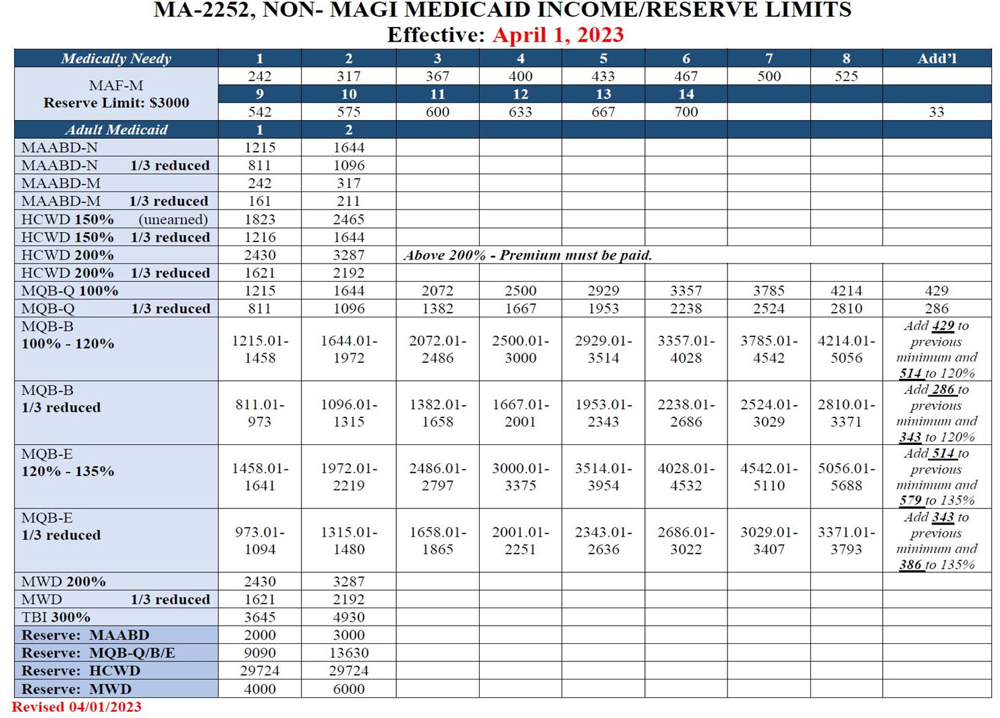 MA-2252, NON- MAGI MEDICAID INCOME/RESERVE LIMITS
Effective: April 1, 2023
Medically Needy 1 2 3 4 5 6 7 8 Add’l
MAF-M
Reserve Limit: $3000
242 317 367 400 433 467 500 525
9 10 11 12 13 14
542 575 600 633 667 700 33
Adult Medicaid 1 2
MAABD-N 1215 1644
MAABD-N 1/3 reduced 811 1096
MAABD-M 242 317
MAABD-M 1/3 reduced 161 211
HCWD 150% (unearned) 1823 2465
HCWD 150% 1/3 reduced 1216 1644
HCWD 200% 2430 3287 Above 200% - Premium must be paid.
HCWD 200% 1/3 reduced 1621 2192
MQB-Q 100% 1215 1644 2072 2500 2929 3357 3785 4214 429
MQB-Q 1/3 reduced 811 1096 1382 1667 1953 2238 2524 2810 286
MQB-B
100% - 120%
1215.01- 1644.01- 2072.01- 2500.01- 2929.01- 3357.01- 3785.01- 4214.01-
1458 1972 2486 3000 3514 4028 4542 5056
Add 429 to
previous
minimum and
514 to 120%
MQB-B
1/3 reduced
811.01- 1096.01- 1382.01- 1667.01- 1953.01- 2238.01- 2524.01- 2810.01-
973 1315 1658 2001 2343 2686 3029 3371
Add 286 to
previous
minimum and
343 to 120%
MQB-E
120% - 135%
1458.01- 1972.01- 2486.01- 3000.01- 3514.01- 4028.01- 4542.01- 5056.01-
1641 2219 2797 3375 3954 4532 5110 5688
Add 514 to
previous
minimum and
579 to 135%
MQB-E
1/3 reduced
973.01- 1315.01- 1658.01- 2001.01- 2343.01- 2686.01- 3029.01- 3371.01-
1094 1480 1865 2251 2636 3022 3407 3793
Add 343 to
previous
minimum and
386 to 135%
MWD 200% 2430 3287
MWD 1/3 reduced 1621 2192
TBI 300% 3645 4930
Reserve: MAABD 2000 3000
Reserve: MQB-Q/B/E 9090 13630
Reserve: HCWD 29724 29724
Reserve: MWD 4000 6000
Revised 04/01/2023